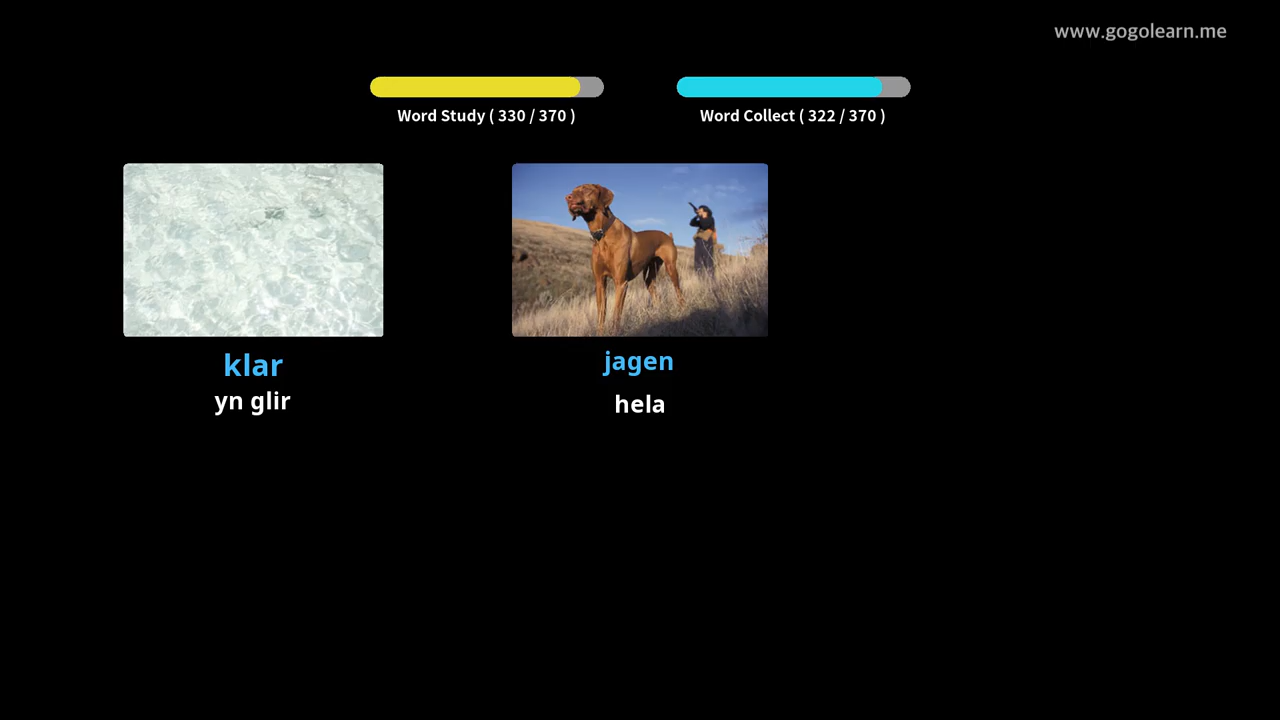 www.gogolearn.me
Word Study ( 330 / 370 )
Word Collect ( 322 / 370 )
klar
yn glir
jagen
hela